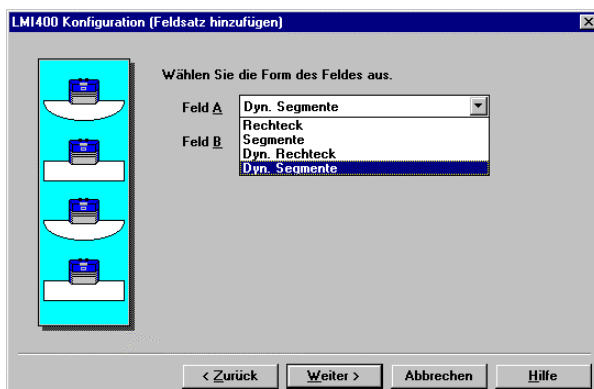 LMI400 Konfiguration (Feldsatz hinzufügen)
Wählen Sie die Form des Feldes aus.
Feld A Dyn. Segmente
Rechteck
Feld B Segmente
Dyn. Rechteck
Dyn. Segmente
< Zurück Weiter > Abbrechen Hilfe